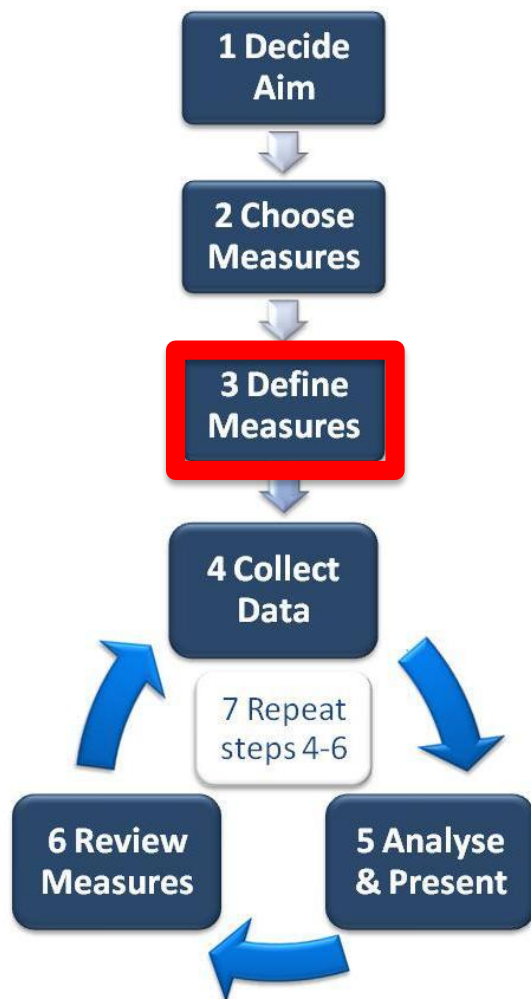 1 Decide
Aim
2 Choose
Measures
3 Define
Measures
4 Collect
Data
7 Repeat
steps 4-6
6 Review
Measures
5 Analyse
& Present